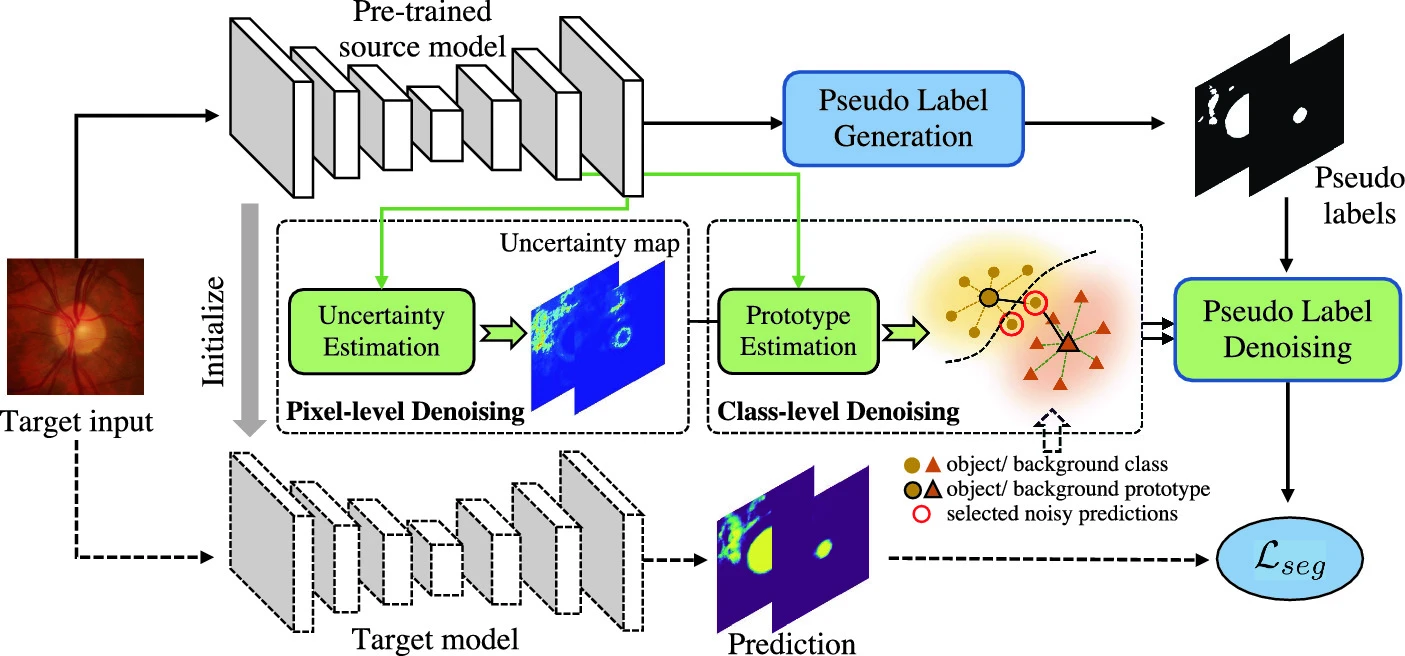 Pre-trained
source model
Pseudo Label
Generation
Pseudo
labels
Initialize
Target input
Uncertainty map
Uncertainty
Estimation
Pixel-level Denoising
Prototype
Estimation
Class-level Denoising
Pseudo Label
Denoising
object/ background class
object/ background prototype
selected noisy predictions
Target model
Prediction
ℒseg